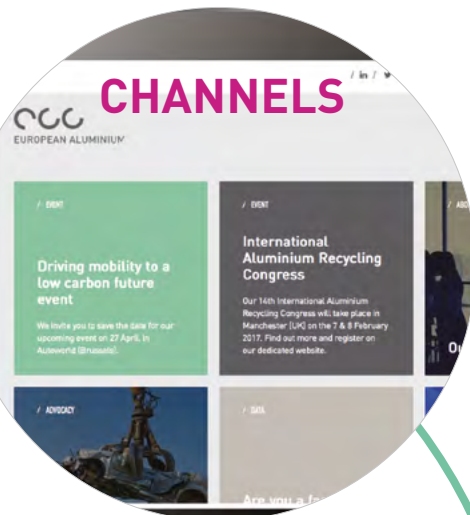 / in /
CHANNELS
EUROPEAN ALUMINIUM
/ EVENT
Driving mobility to a
low carbon future
event
We invite you to save the date for our
upcoming event on 27 April, in
Autoworld (Brussels).
/ EVENT
International
Aluminium Recycling
Congress
Our 14th International Aluminium
Recycling Congress will take place in
Manchester (UK) on the 7 & 8 February
2017. Find out more and register on
our dedicated website.
/ ADVOCACY
/ DATA
Are you a